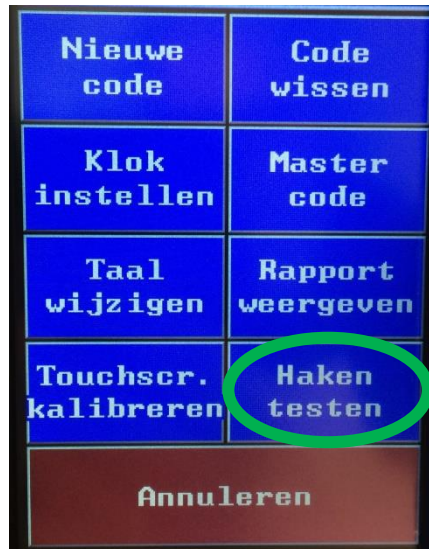 Nieuwe
code
Code
wissen
Klok
instellen
Master
code
Taal
wijzigen
Rapport
weergeven
Touchscr.
kalibreren
Haken
testen
Annuleren